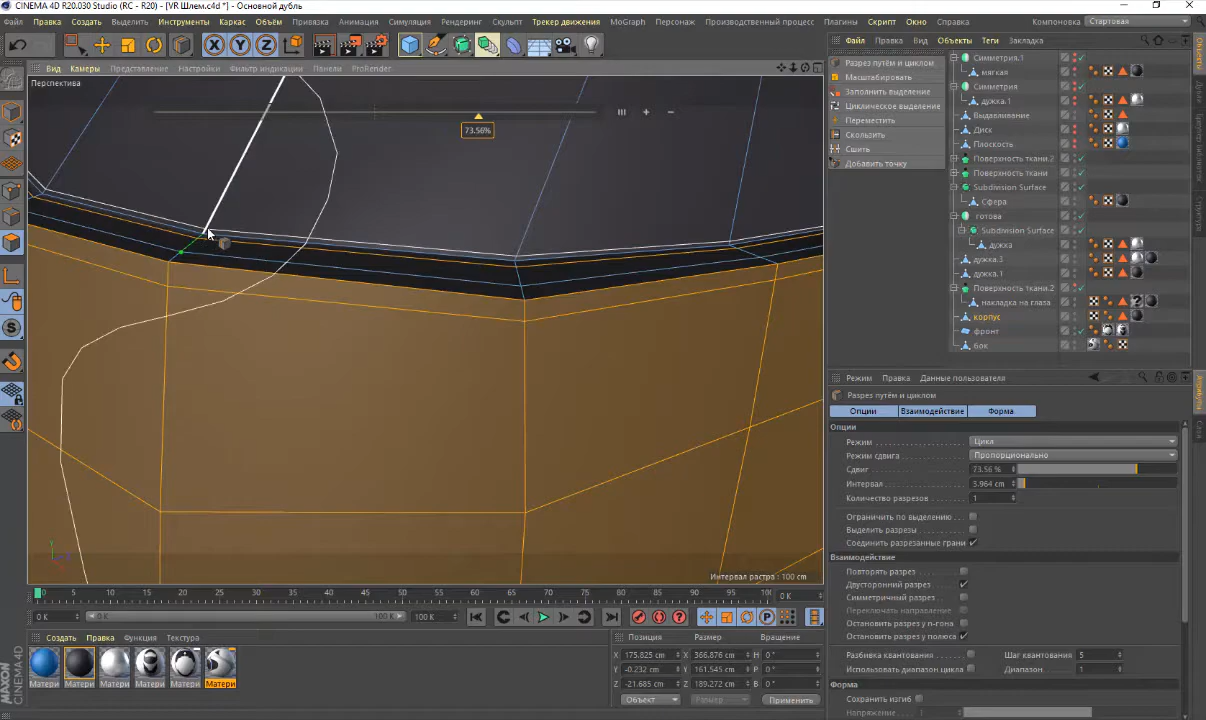 CINEMA 4D R20.030 Studio (RC - R20) - [VR Шлем.c4d *] - Основной дубль
Файл Правка Создать Выделить Инструменты Каркас Объём Привязка Анимация Симуляция Рендеринг Скульпт Трекер движения MoGraph Персонаж Производственный процесс Плагины Скрипт Окно Справка Компоновка Стартовая
Вид Камеры Представление Настройки Фильтр индикации Панели ProRender
Перспектива
73.56%
Интервал растра : 100 cm
Разрез путём и циклом
Масштабировать
Заполнить выделение
Циклическое выделение
Переместить
Скользить
Сшить
Добавить точку
Файл Правка Вид Объекты Теги Закладка
Симметрия.1
мягкая
Симметрия
дужка.1
Выдавливание
Диск
Плоскость
Поверхность ткани.2
Поверхность ткани
Subdivision Surface
Сфера
готова
Subdivision Surface
дужка
дужка.3
дужка.1
Поверхность ткани.2
накладка на глаза
корпус
фронт
бок
Режим Правка Данные пользователя
Разрез путём и циклом
Опции Взаимодействие Форма
Опции
Режим Цикл
Режим сдвига Пропорционально
Сдвиг 73.56 %
Интервал 3.964 cm
Количество разрезов 1
Ограничить по выделению
Выделить разрезы
Соединить разрезанные грани
Взаимодействие
Повторять разрез
Двусторонний разрез
Симметричный разрез
Переключать направление
Остановить разрез у n-гона
Остановить разрез у полюса
Разбивка квантования Шаг квантования 5
Использовать диапазон цикла Диапазон 1
Форма
Сохранить изгиб
Напряжение
0 5 10 15 20 25 30 35 40 45 50 55 60 65 70 75 80 85 90 95 100 0 K
0 K 0 K 100 K 100 K
Создать Правка Функция Текстура
Матери Матери Матери Матери Матери Матери
Позиция Размер Вращение
X 175.825 cm X 366.876 cm H 0 °
Y -0.232 cm Y 161.545 cm P 0 °
Z -21.685 cm Z 189.272 cm B 0 °
Объект Размер Применить
MAXON CINEMA 4D